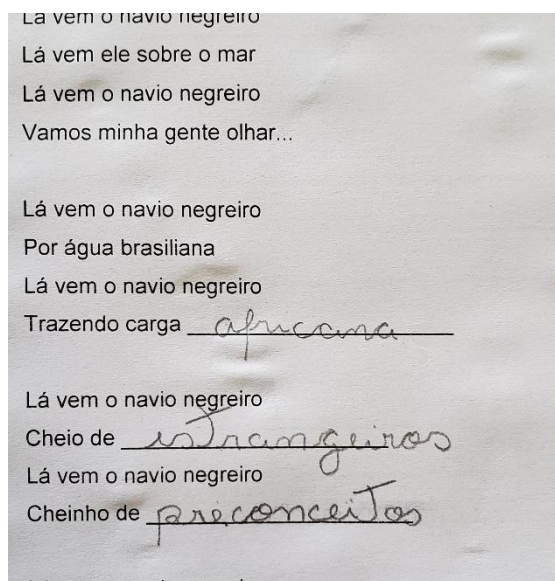 Lá vem o navio negreiro
Lá vem ele sobre o mar
Lá vem o navio negreiro
Vamos minha gente olhar...
Lá vem o navio negreiro
Por água brasiliana
Lá vem o navio negreiro
Trazendo carga africana
Lá vem o navio negreiro
Cheio de estrangeiros
Lá vem o navio negreiro
Cheinho de preconceitos